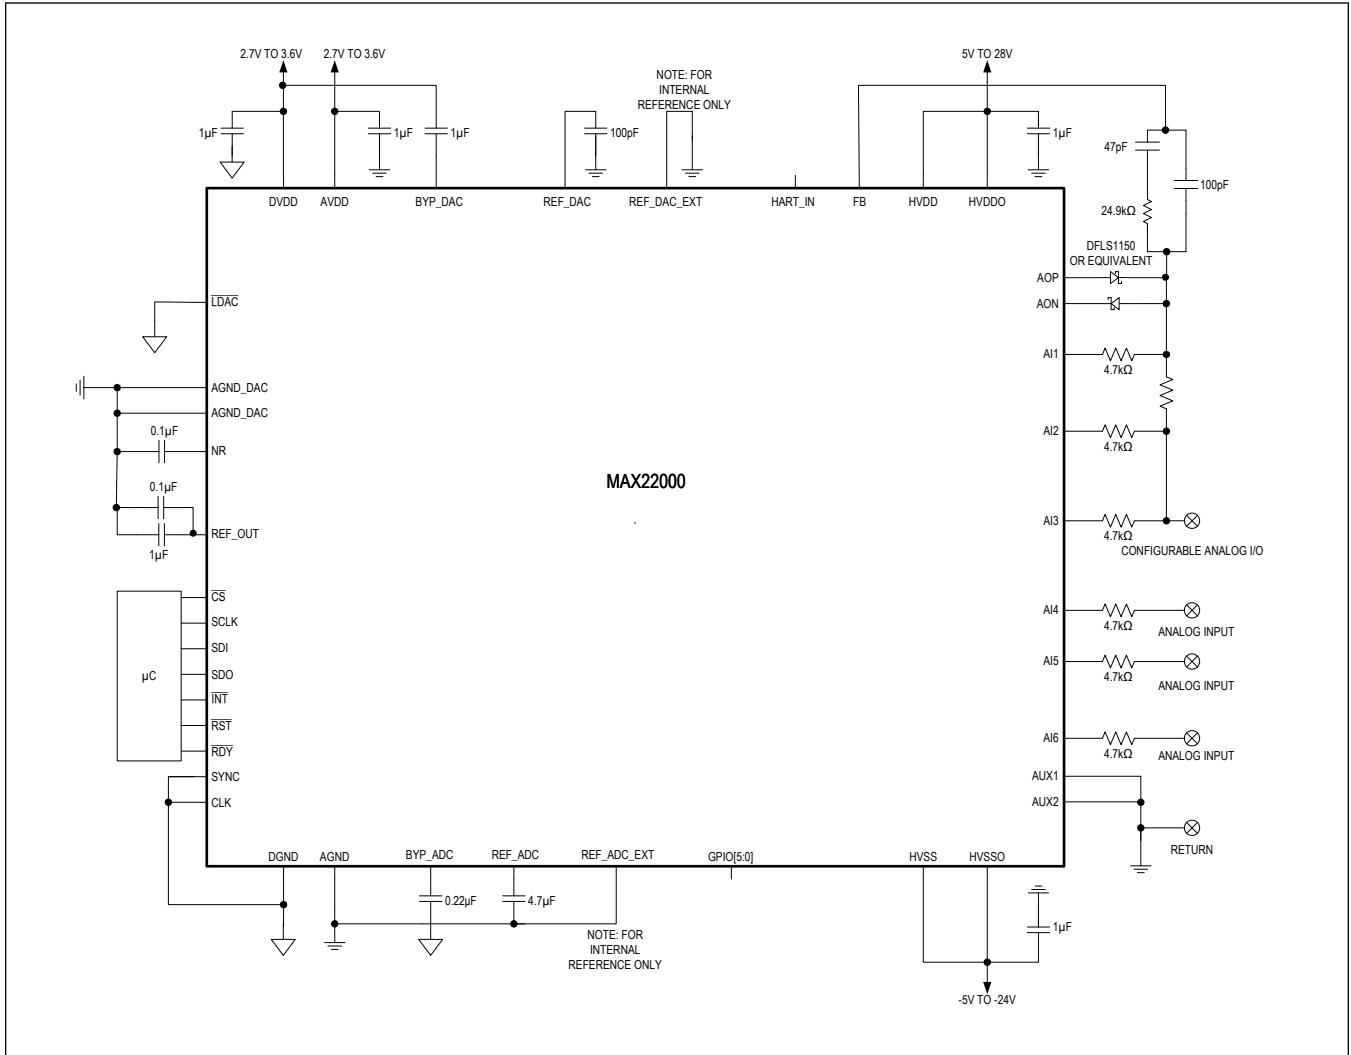 2.7V TO 3.6V
2.7V TO 3.6V
5V TO 28V
NOTE: FOR
INTERNAL
REFERENCE ONLY
1µF
1µF
1µF
100pF
1µF
47pF
100pF
24.9kΩ
DVDD
AVDD
BYP_DAC
REF_DAC
REF_DAC_EXT
HART_IN
FB
HVDD
HVDDO
DFLS1150
OR EQUIVALENT
AOP
AON
LDAC
AI1
4.7kΩ
AGND_DAC
AGND_DAC
0.1µF
NR
AI2
4.7kΩ
MAX22000
0.1µF
REF_OUT
1µF
AI3
4.7kΩ
CONFIGURABLE ANALOG I/O
µC
CS
SCLK
SDI
SDO
INT
RST
RDY
SYNC
CLK
AI4
4.7kΩ
ANALOG INPUT
AI5
4.7kΩ
ANALOG INPUT
AI6
4.7kΩ
ANALOG INPUT
AUX1
AUX2
RETURN
DGND
AGND
BYP_ADC
REF_ADC
REF_ADC_EXT
GPIO[5:0]
HVSS
HVSSO
0.22µF
4.7µF
1µF
NOTE: FOR
INTERNAL
REFERENCE ONLY
-5V TO -24V